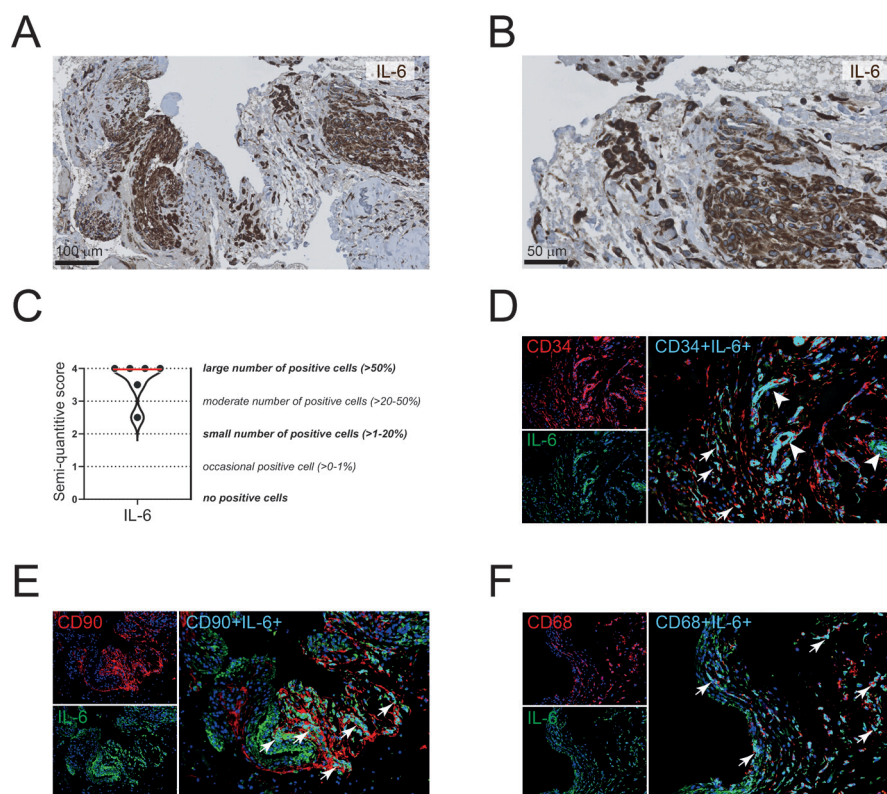 A
IL-6
100 μm
B
IL-6
50 μm
C
Semi-quantitive score
4
3
2
1
0
IL-6
large number of positive cells (>50%)
moderate number of positive cells (>20-50%)
small number of positive cells (>1-20%)
occasional positive cell (>0-1%)
no positive cells
D
CD34
IL-6
CD34+IL-6+
E
CD90
IL-6
CD90+IL-6+
F
CD68
IL-6
CD68+IL-6+